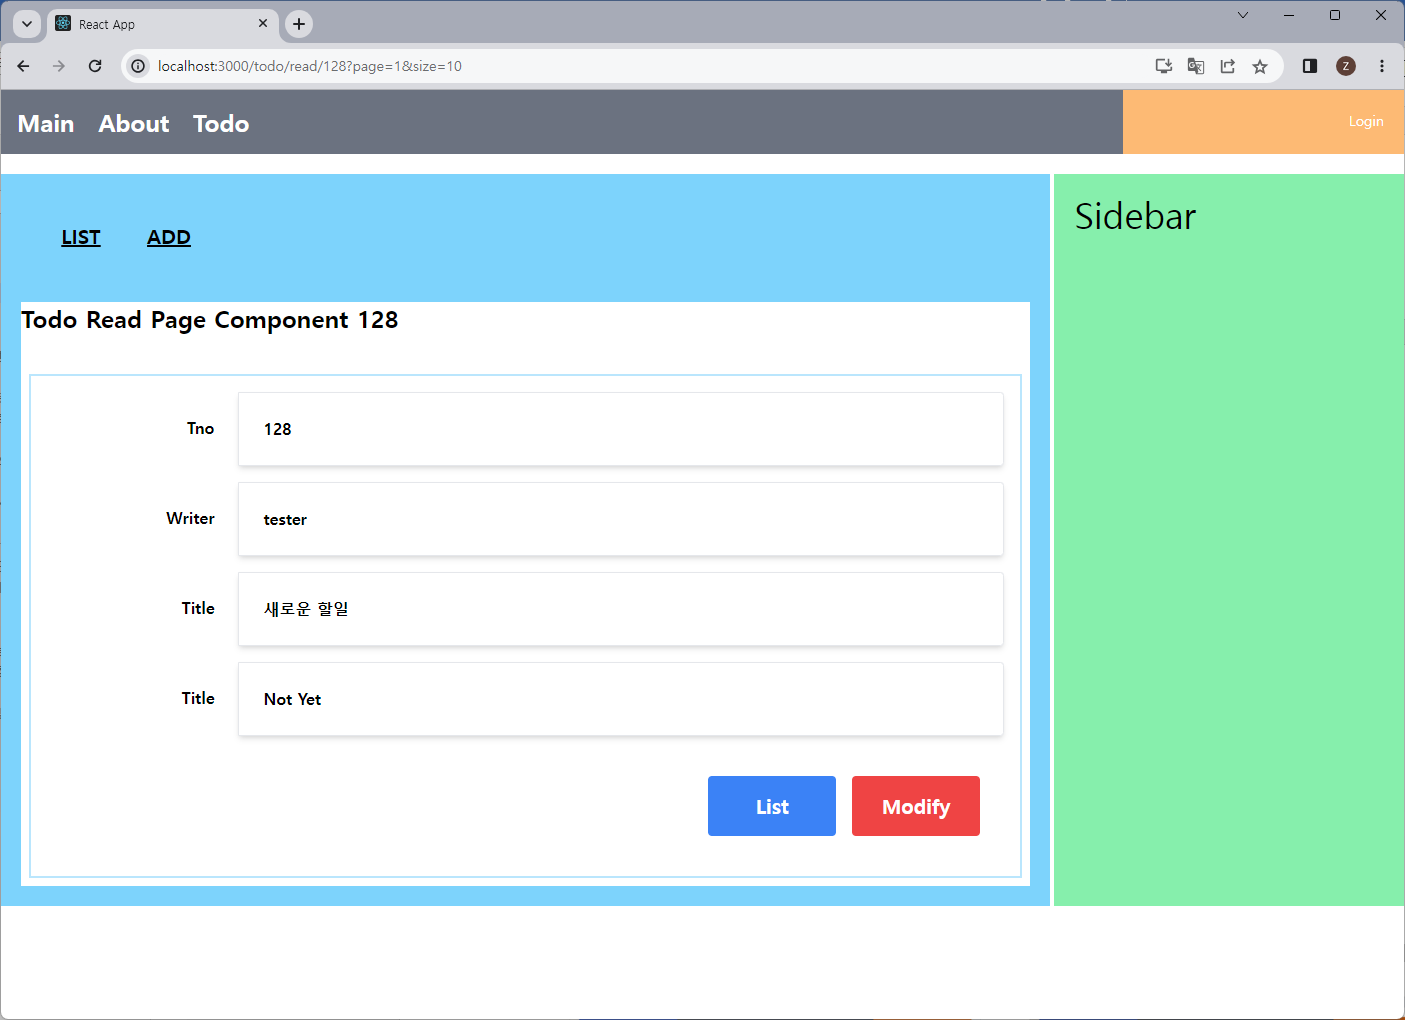 React App
localhost:3000/todo/read/128?page=1&size=10
Z
Main About Todo
Login
LIST ADD
Sidebar
Todo Read Page Component 128
Tno 128
Writer tester
Title 새로운 할일
Title Not Yet
List Modify